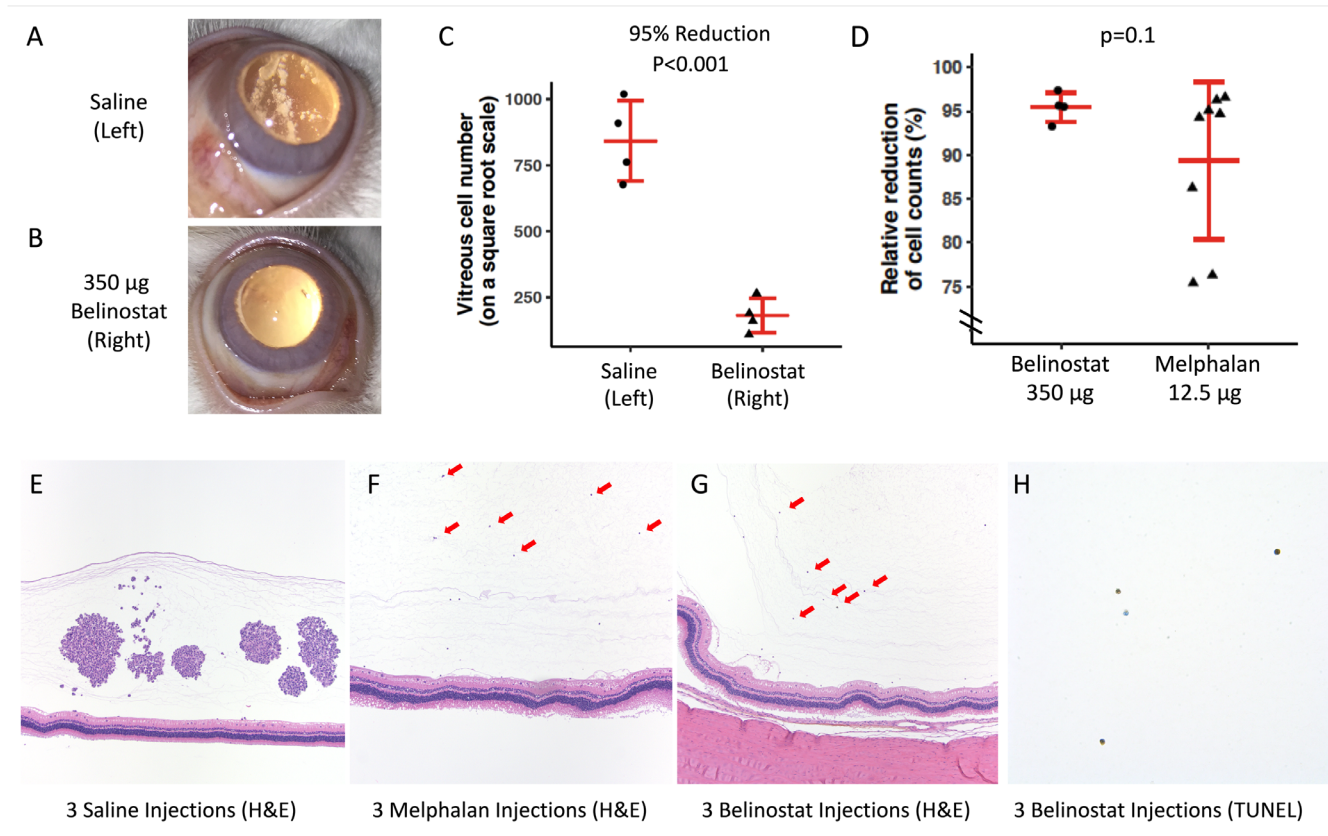 A
Saline
(Left)
B
350 µg
Belinostat
(Right)
C
95% Reduction
P<0.001
Vitreous cell number
(on a square root scale)
1000
750
500
250
Saline
(Left)
Belinostat
(Right)
D
p=0.1
Relative reduction
of cell counts (%)
100
95
90
85
80
75
Belinostat
350 µg
Melphalan
12.5 µg
E
3 Saline Injections (H&E)
F
3 Melphalan Injections (H&E)
G
3 Belinostat Injections (H&E)
H
3 Belinostat Injections (TUNEL)